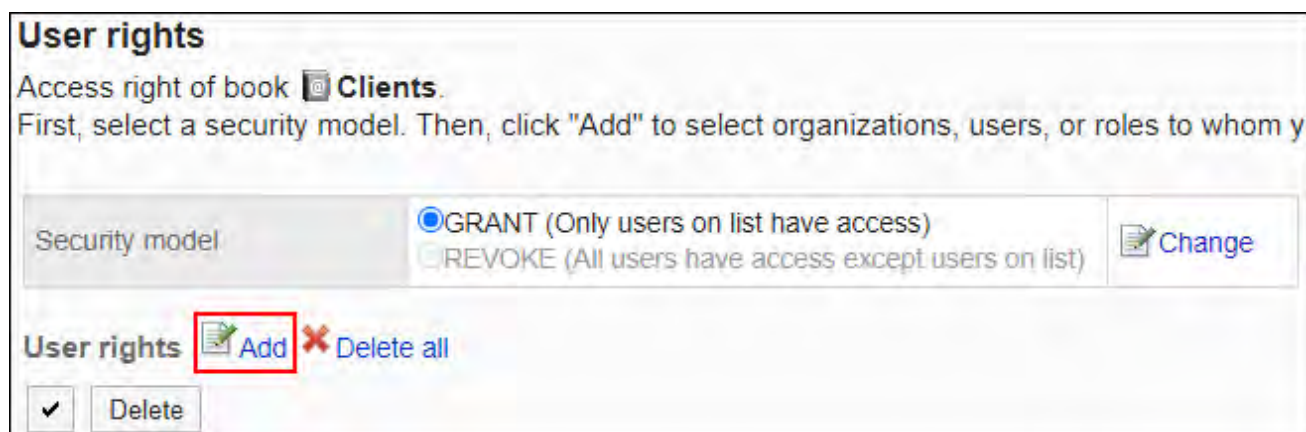 User rights
Access right of book Clients.
First, select a security model. Then, click "Add" to select organizations, users, or roles to whom y
Security model
GRANT (Only users on list have access)
REVOKE (All users have access except users on list)
Change
User rights Add Delete all
Delete